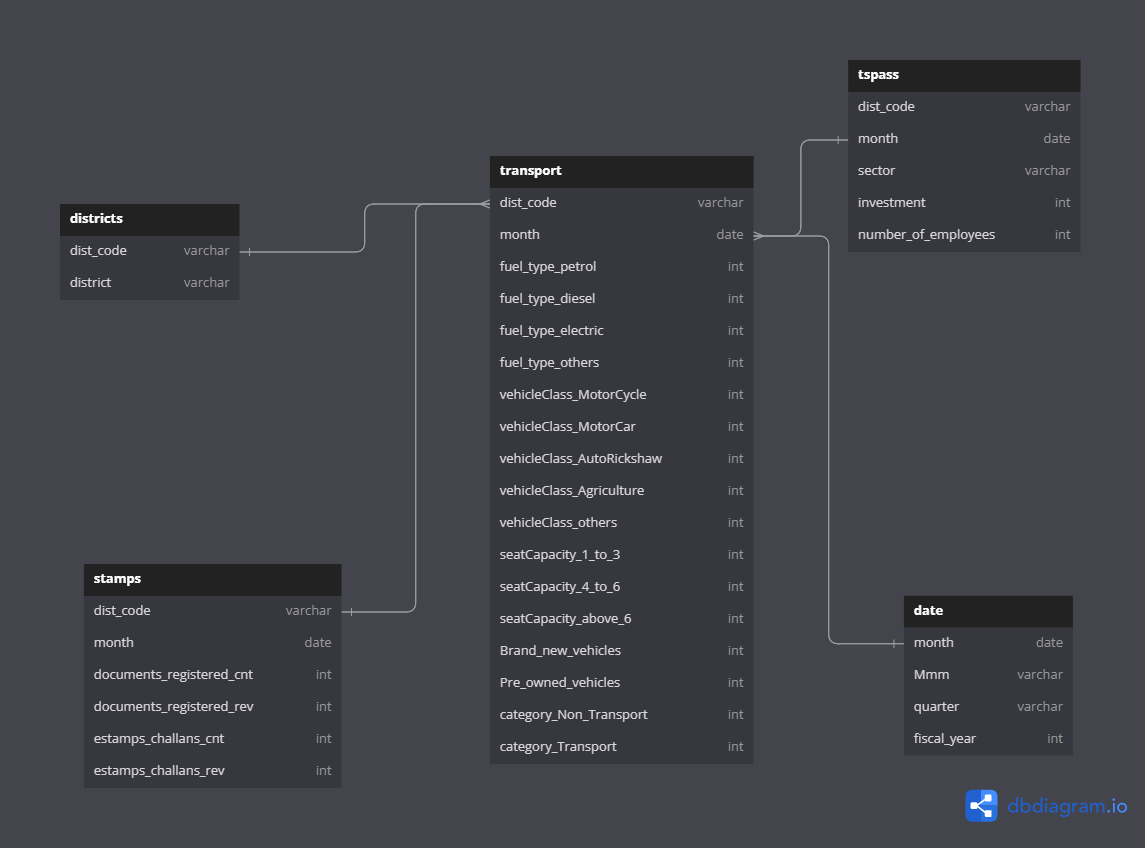 districts
dist_code varchar
district varchar
stamps
dist_code varchar
month date
documents_registered_cnt int
documents_registered_rev int
estamps_challans_cnt int
estamps_challans_rev int
transport
dist_code varchar
month date
fuel_type_petrol int
fuel_type_diesel int
fuel_type_electric int
fuel_type_others int
vehicleClass_MotorCycle int
vehicleClass_MotorCar int
vehicleClass_AutoRickshaw int
vehicleClass_Agriculture int
vehicleClass_others int
seatCapacity_1_to_3 int
seatCapacity_4_to_6 int
seatCapacity_above_6 int
Brand_new_vehicles int
Pre_owned_vehicles int
category_Non_Transport int
category_Transport int
tspass
dist_code varchar
month date
sector varchar
investment int
number_of_employees int
date
month date
Mmm varchar
quarter varchar
fiscal_year int
dbdiagram.io